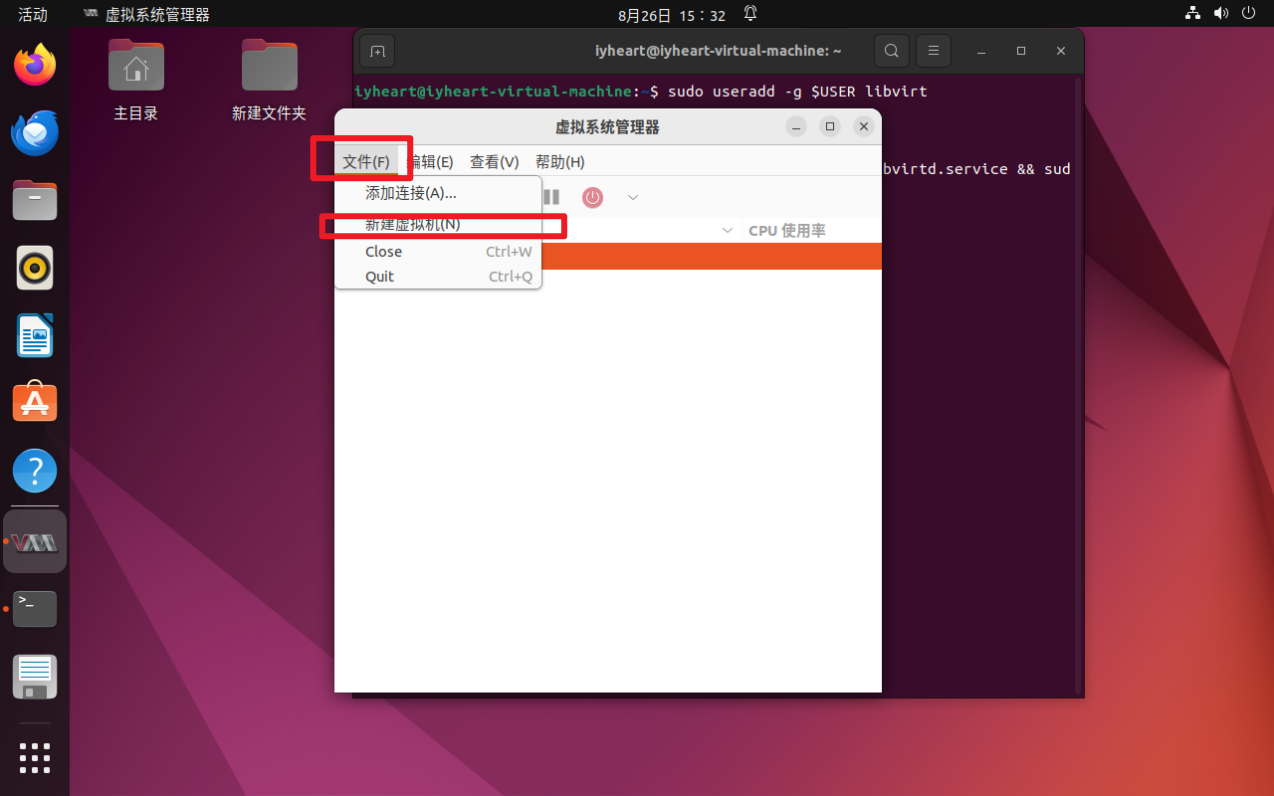 活动 虚拟系统管理器 8月26日 15：32
主目录
新建文件夹
iyheart@iyheart-virtual-machine: ~
iyheart@iyheart-virtual-machine:~$ sudo useradd -g $USER libvirt
bvirtd.service && sud
虚拟系统管理器
文件(F) 编辑(E) 查看(V) 帮助(H)
添加连接(A)...
新建虚拟机(N)
Close Ctrl+W
Quit Ctrl+Q
CPU 使用率